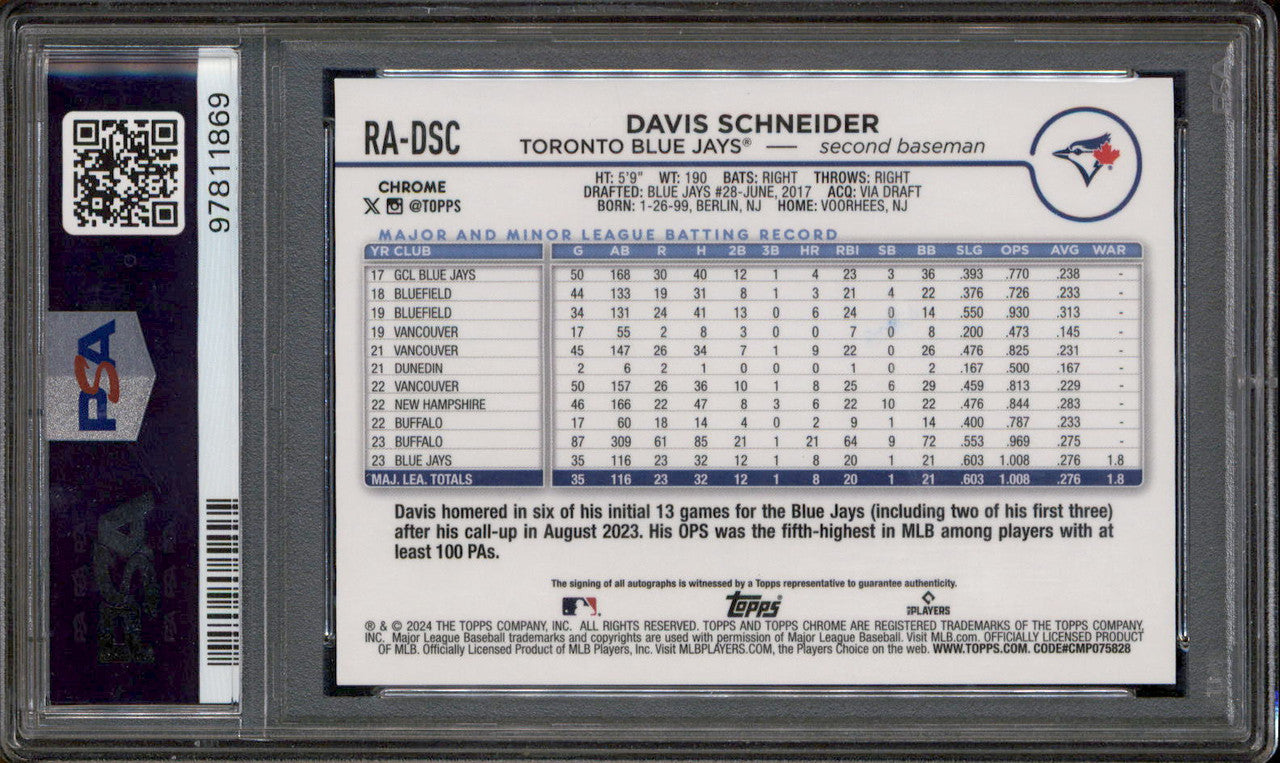 97811869
PSA
RA-DSC
DAVIS SCHNEIDER
TORONTO BLUE JAYS® — second baseman
CHROME
X @TOPPS
HT: 5'9" WT: 190 BATS: RIGHT THROWS: RIGHT
DRAFTED: BLUE JAYS #28-JUNE, 2017 ACQ: VIA DRAFT
BORN: 1-26-99, BERLIN, NJ HOME: VOORHEES, NJ
MAJOR AND MINOR LEAGUE BATTING RECORD
YR CLUB G AB R H 2B 3B HR RBI SB BB SLG OPS AVG WAR
17 GCL BLUE JAYS 50 168 30 40 12 1 4 23 3 36 .393 .770 .238 -
18 BLUEFIELD 44 133 19 31 8 1 3 21 4 22 .376 .726 .233 -
19 BLUEFIELD 34 131 24 41 13 0 6 24 0 14 .550 .930 .313 -
19 VANCOUVER 17 55 2 8 3 0 0 7 0 8 .200 .473 .145 -
21 VANCOUVER 45 147 26 34 7 1 9 22 0 26 .476 .825 .231 -
21 DUNEDIN 2 6 2 1 0 0 0 1 0 2 .167 .500 .167 -
22 VANCOUVER 50 157 26 36 10 1 8 25 6 29 .459 .813 .229 -
22 NEW HAMPSHIRE 46 166 22 47 8 3 6 22 10 22 .476 .844 .283 -
22 BUFFALO 17 60 18 14 4 0 2 9 1 14 .400 .787 .233 -
23 BUFFALO 87 309 61 85 21 1 21 64 9 72 .553 .969 .275 -
23 BLUE JAYS 35 116 23 32 12 1 8 20 1 21 .603 1.008 .276 1.8
MAJ. LEA. TOTALS 35 116 23 32 12 1 8 20 1 21 .603 1.008 .276 1.8
Davis homered in six of his initial 13 games for the Blue Jays (including two of his first three)
after his call-up in August 2023. His OPS was the fifth-highest in MLB among players with at
least 100 PAs.
The signing of all autographs is witnessed by a Topps representative to guarantee authenticity.
Topps
PLAYERS
® & © 2024 THE TOPPS COMPANY, INC. ALL RIGHTS RESERVED. TOPPS AND TOPPS CHROME ARE REGISTERED TRADEMARKS OF THE TOPPS COMPANY,
INC. Major League Baseball trademarks and copyrights are used with permission of Major League Baseball. Visit MLB.com. OFFICIALLY LICENSED PRODUCT
OF MLB. Officially Licensed Product of MLB Players, Inc. Visit MLBPLAYERS.COM, the Players Choice on the web. WWW.TOPPS.COM. CODE#CMP075828